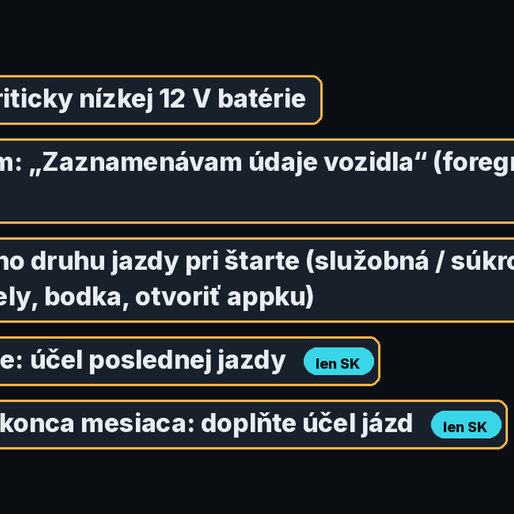 riticky nízkej 12 V batérie
m: „Zaznamenávam údaje vozidla“ (foregr
ho druhu jazdy pri štarte (služobná / súkro
ely, bodka, otvoriť appku)
e: účel poslednej jazdy len SK
konca mesiaca: doplňte účel jázd len SK